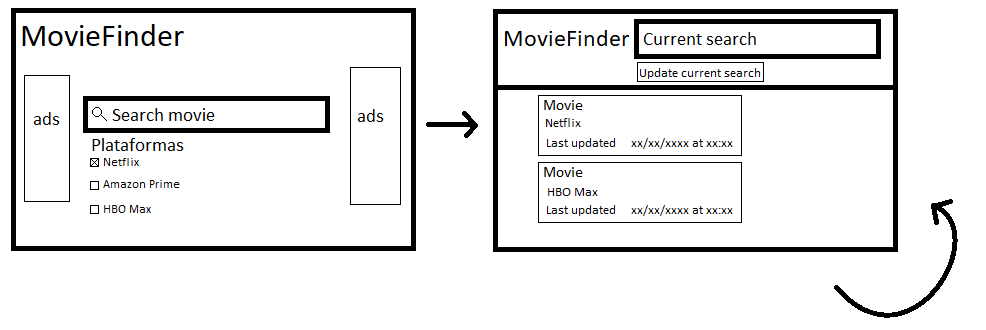 MovieFinder
ads
Search movie
ads
Plataformas
Netflix
Amazon Prime
HBO Max
MovieFinder
Current search
Update current search
Movie
Netflix
Last updated xx/xx/xxxx at xx:xx
Movie
HBO Max
Last updated xx/xx/xxxx at xx:xx